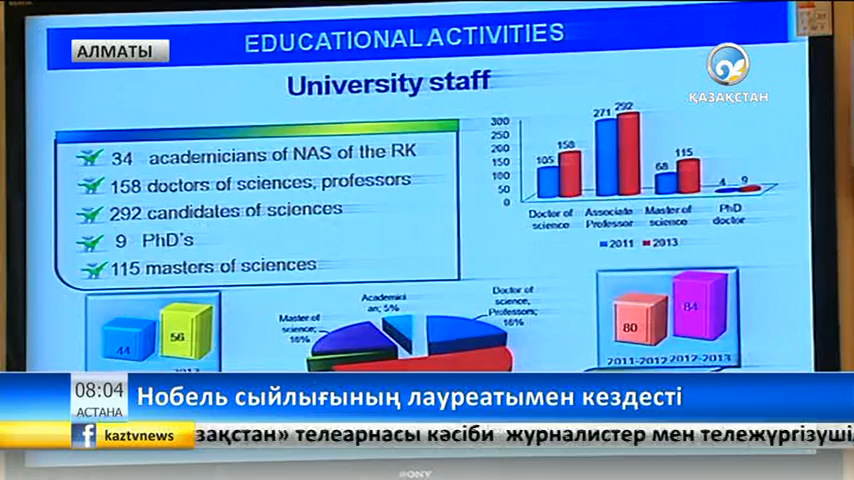 EDUCATIONAL ACTIVITIES
АЛМАТЫ
ҚАЗАҚСТАН
University staff
34 academicians of NAS of the RK
158 doctors of sciences, professors
292 candidates of sciences
9 PhD's
115 masters of sciences
300
250
200
150
100
50
0
105 158
271 292
68 115
4 9
Doctor of science
Associate Professor
Master of science
PhD doctor
2011 2013
44 56
Master of science; 16%
Academician; 5%
Doctor of science, Professors; 16%
80 84
2011-2012 2012-2013
08:04
АСТАНА
Нобель сыйлығының лауреатымен кездесті
f kaztvnews
зақстан» телеарнасы кәсіби журналистер мен тележүргізуші
SONY